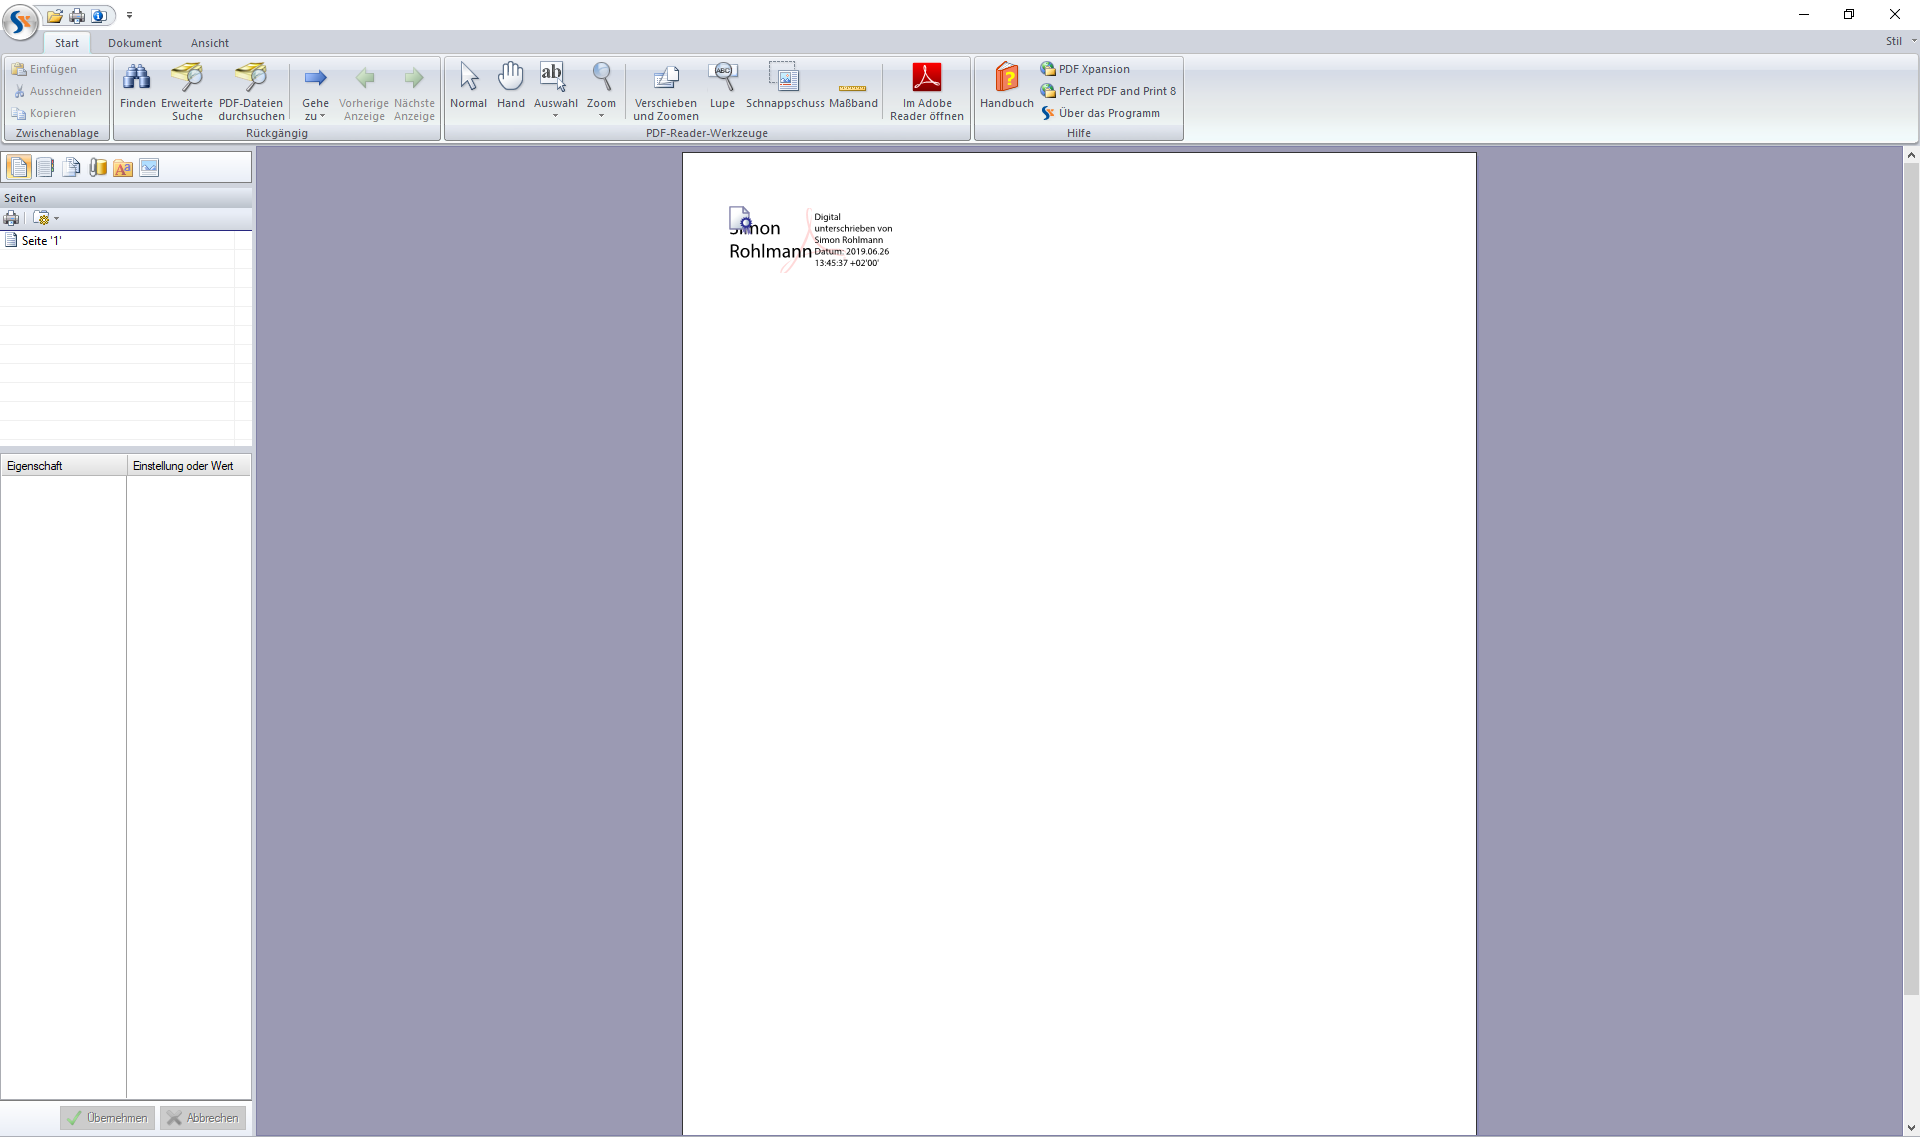 Start Dokument Ansicht Stil
Einfügen
Ausschneiden
Kopieren
Zwischenablage
Finden
Erweiterte
Suche
PDF-Dateien
durchsuchen
Gehe
zu
Vorherige
Anzeige
Nächste
Anzeige
Rückgängig
Normal
Hand
ab
Auswahl
Zoom
Verschieben
und Zoomen
ABC
Lupe
Schnappschuss
Maßband
Im Adobe
Reader öffnen
PDF-Reader-Werkzeuge
Handbuch
PDF Xpansion
Perfect PDF and Print 8
Über das Programm
Hilfe
Seiten
Seite '1'
Eigenschaft Einstellung oder Wert
Übernehmen Abbrechen
Simon
Rohlmann
Digital
unterschrieben von
Simon Rohlmann
Datum: 2019.06.26
13:45:37 +02'00'